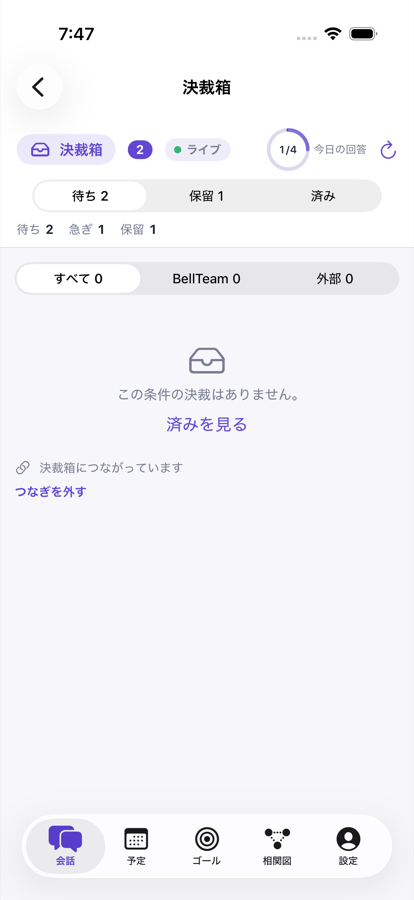 7:47
決裁箱
決裁箱 2 ライブ 1/4 今日の回答
待ち 2 保留 1 済み
待ち 2 急ぎ 1 保留 1
すべて 0 BellTeam 0 外部 0
この条件の決裁はありません。
済みを見る
決裁箱につながっています
つなぎを外す
会話 予定 ゴール 相関図 設定